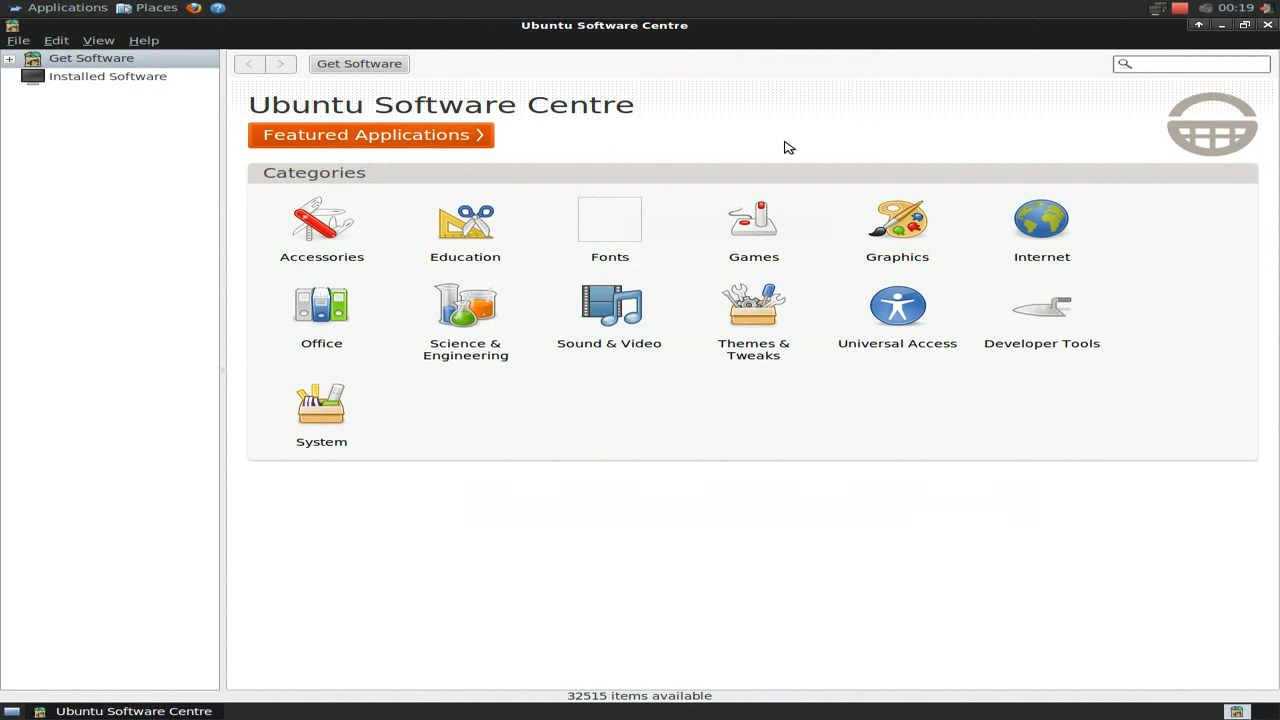 Applications Places 00:19
Ubuntu Software Centre
File Edit View Help
Get Software
Installed Software
Get Software
Ubuntu Software Centre
Featured Applications
Categories
Accessories Education Fonts Games Graphics Internet
Office Science & Engineering Sound & Video Themes & Tweaks Universal Access Developer Tools
System
32515 items available
Ubuntu Software Centre